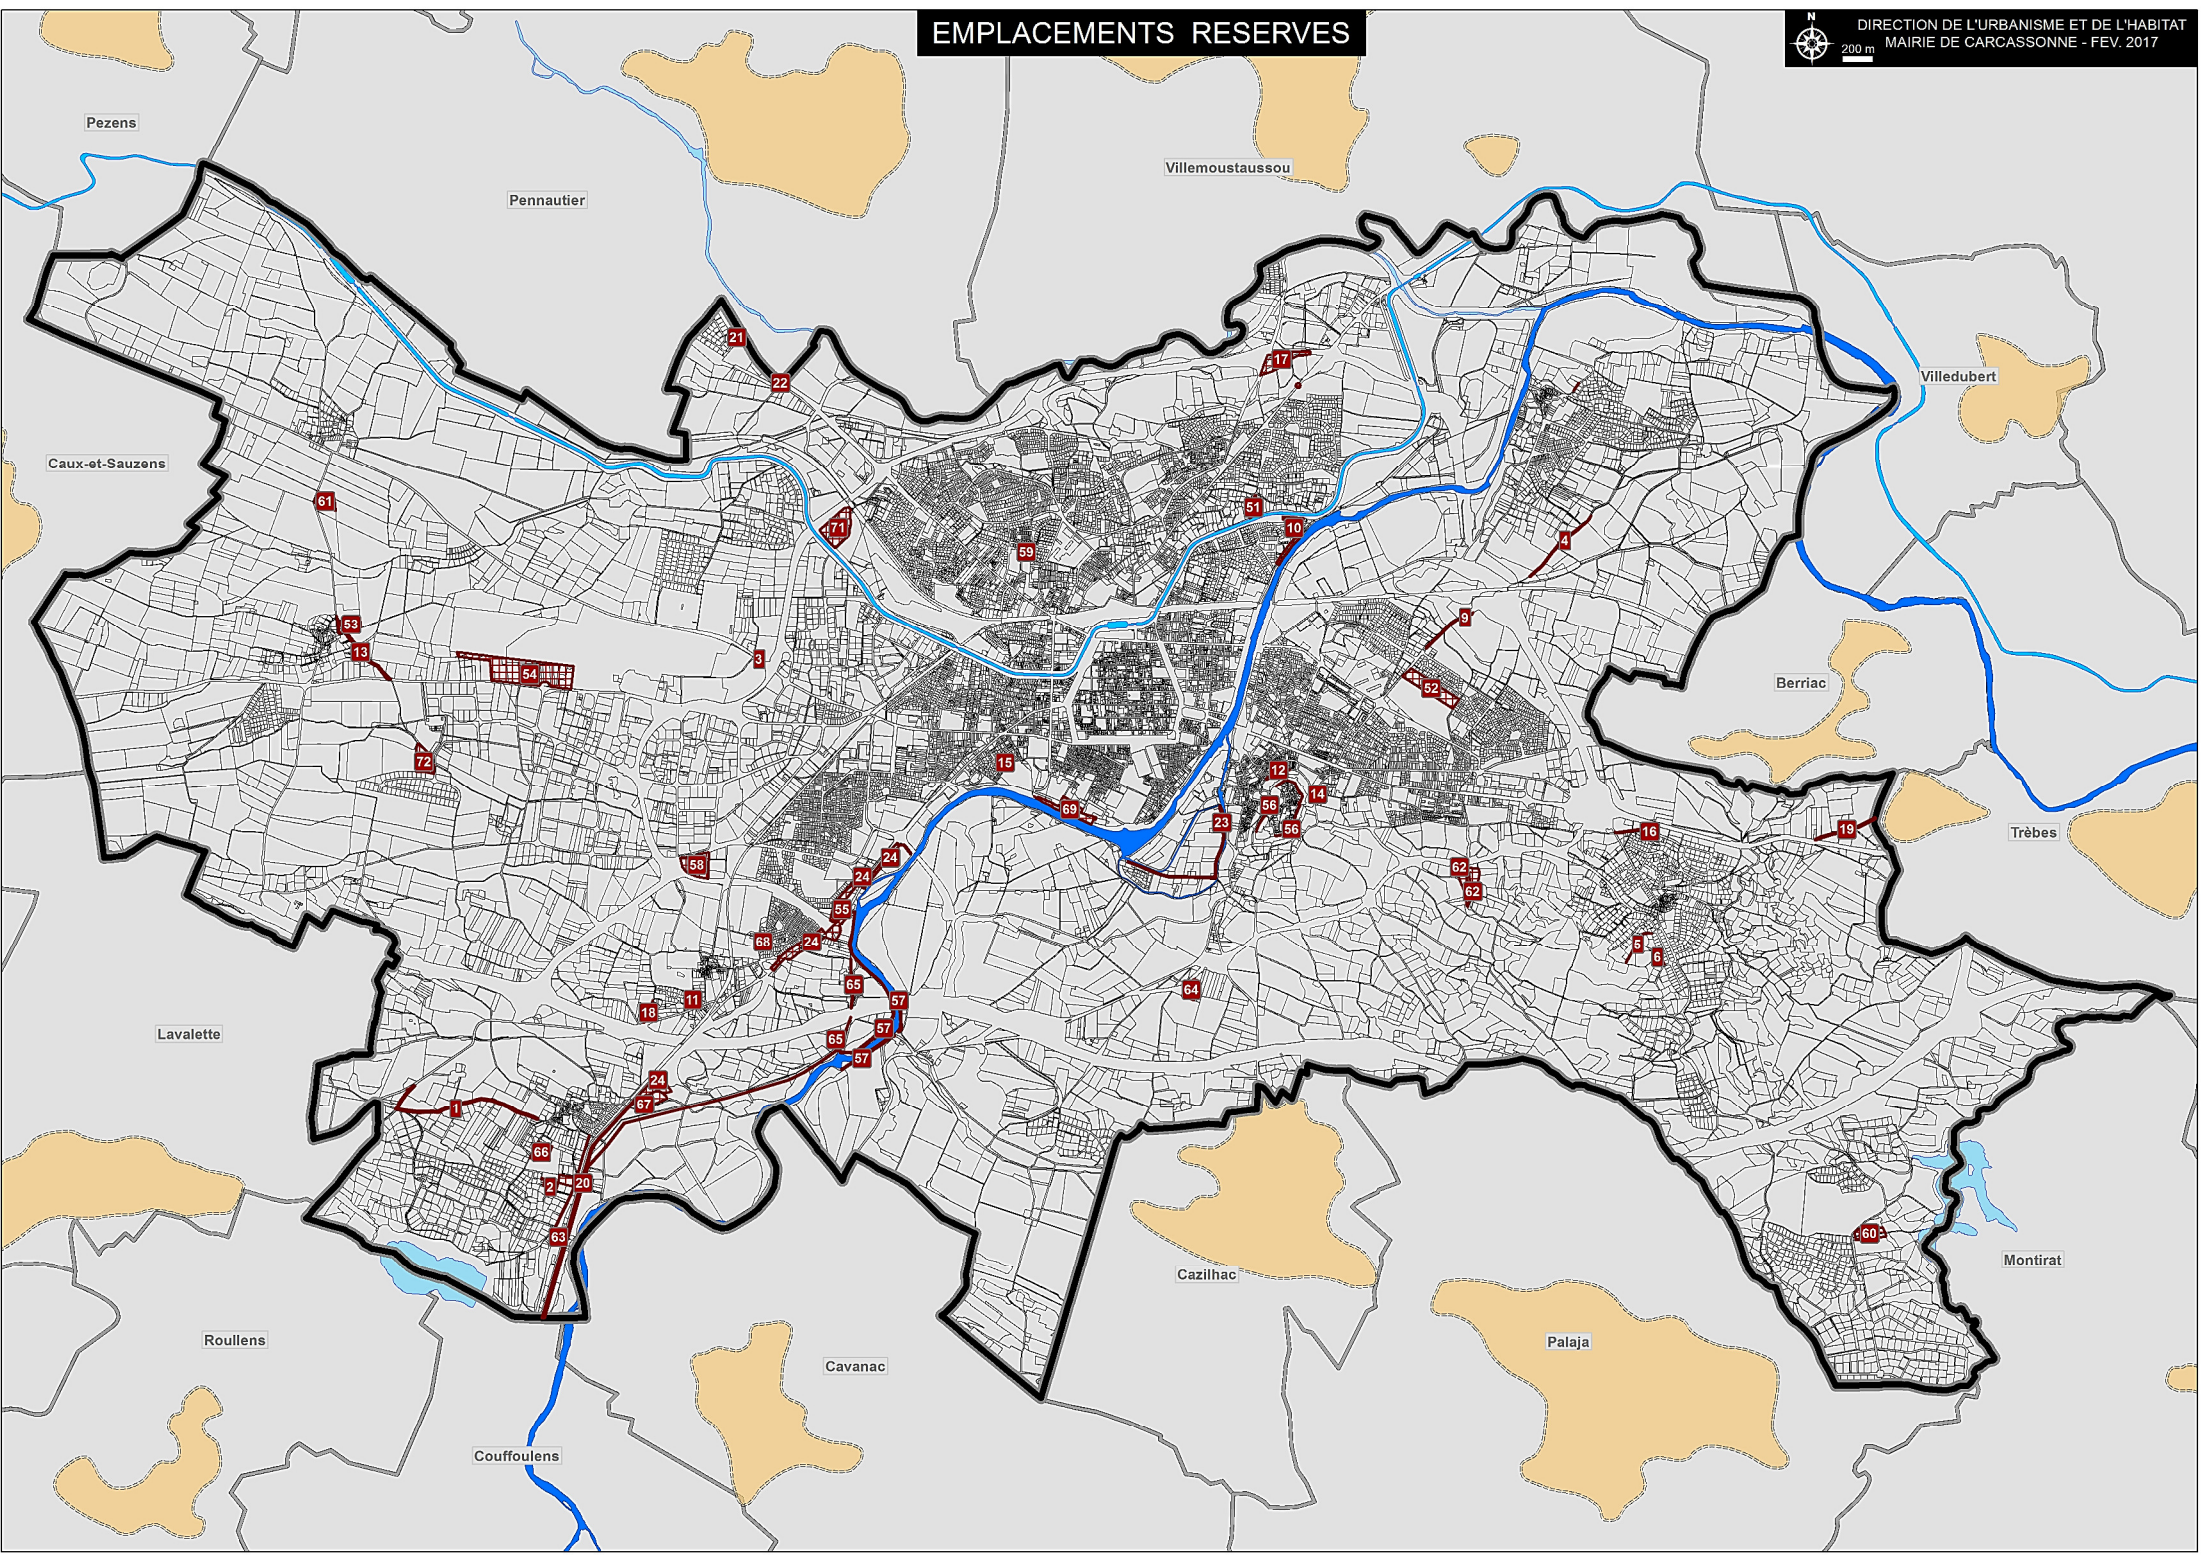 EMPLACEMENTS RESERVES
N
200 m
DIRECTION DE L'URBANISME ET DE L'HABITAT
MAIRIE DE CARCASSONNE - FEV. 2017
Pezens
Villemoustaussou
Pennautier
21
17
22
Villedubert
Caux-et-Sauzens
61
51
71
10
4
59
9
53
13
3
54
52
Berriac
72
15
12
14
56
69
23
56
16
19
Trèbes
24
58
62
24
62
55
68
24
5
6
65
64
11
57
18
57
Lavalette
65
57
24
67
1
66
2
20
63
60
Montirat
Cazilhac
Roullens
Palaja
Cavanac
Couffoulens